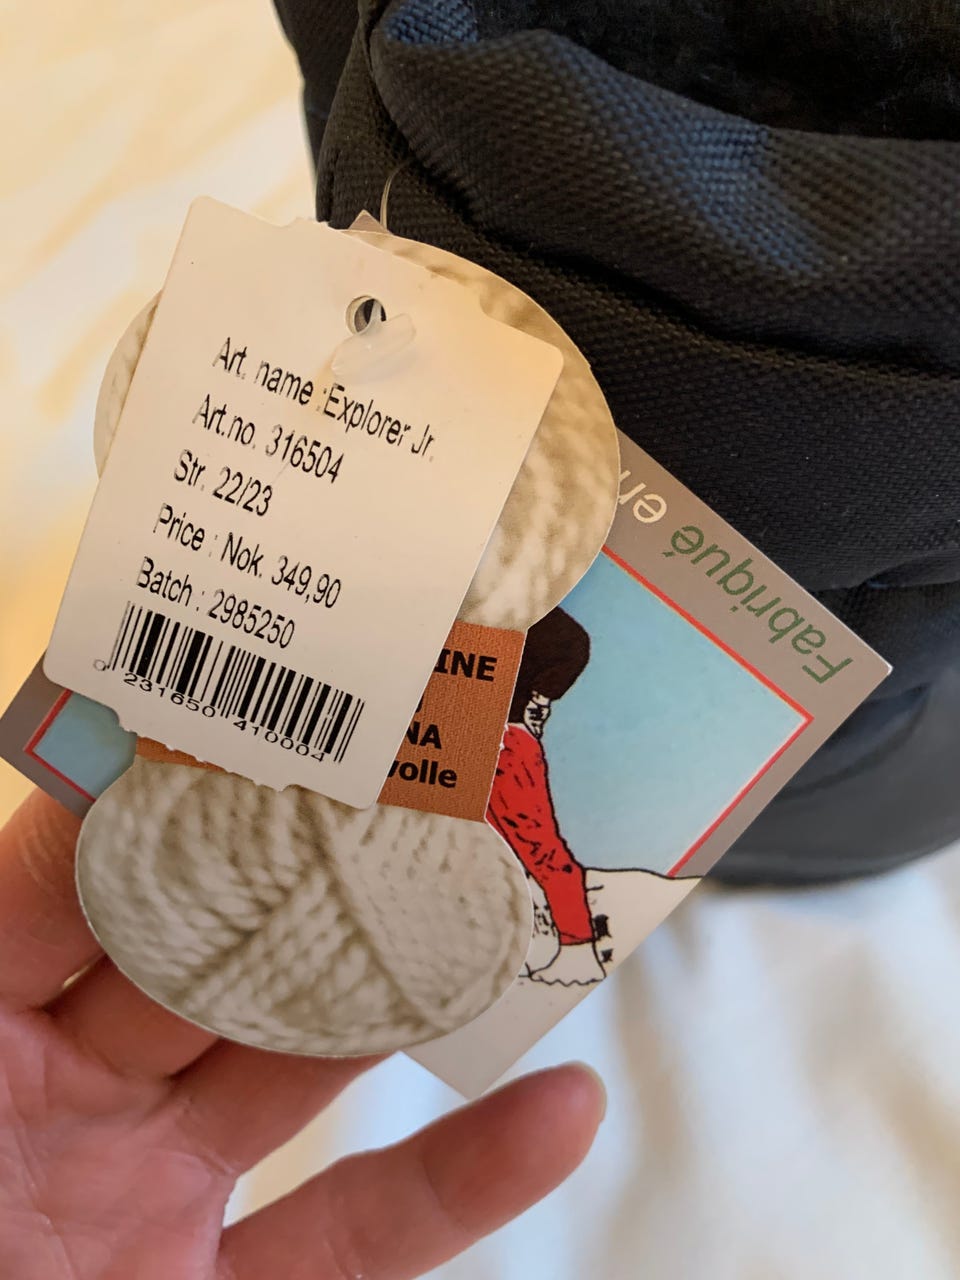 Art. name :Explorer Jr.
Art.no. 316504
Str. 22/23
Price : Nok. 349,90
Batch : 2985250
0 231650 410004
INE
NA
volle
Fabriqué en